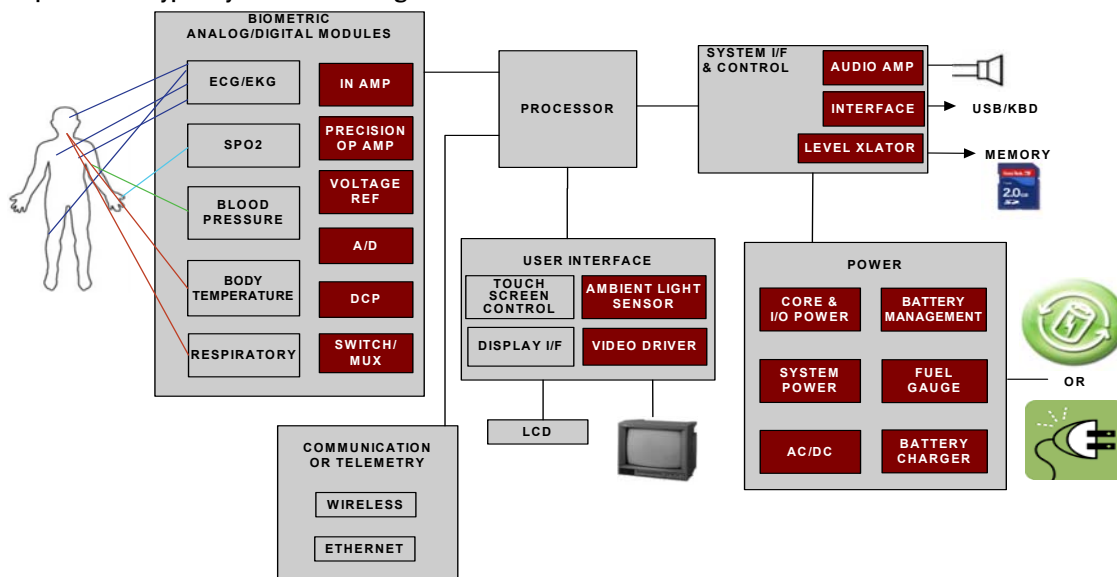 BIOMETRIC
ANALOG/DIGITAL MODULES
ECG/EKG
SPO2
BLOOD
PRESSURE
BODY
TEMPERATURE
RESPIRATORY
IN AMP
PRECISION
OP AMP
VOLTAGE
REF
A/D
DCP
SWITCH/
MUX
PROCESSOR
SYSTEM I/F
& CONTROL
AUDIO AMP
INTERFACE
LEVEL XLATOR
USB/KBD
MEMORY
2.0
USER INTERFACE
TOUCH
SCREEN
CONTROL
AMBIENT LIGHT
SENSOR
DISPLAY I/F
VIDEO DRIVER
LCD
POWER
CORE &
I/O POWER
BATTERY
MANAGEMENT
SYSTEM
POWER
FUEL
GAUGE
AC/DC
BATTERY
CHARGER
OR
COMMUNICATION
OR TELEMETRY
WIRELESS
ETHERNET